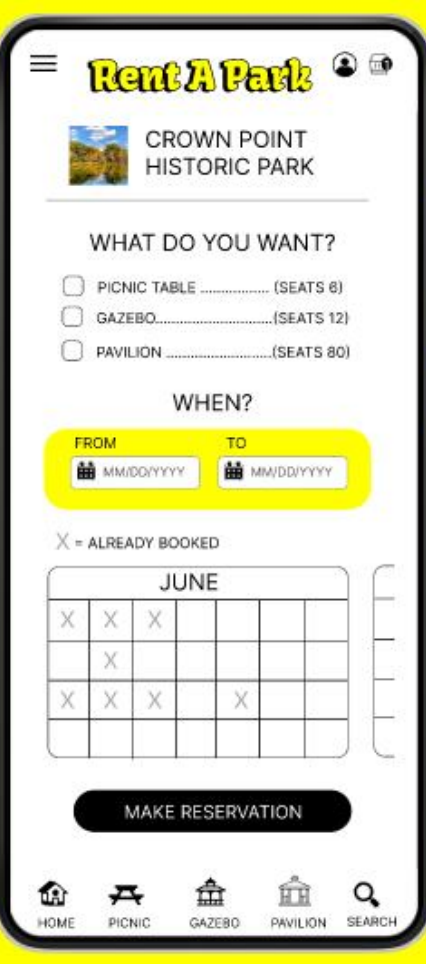 Rent A Park
1
CROWN POINT
HISTORIC PARK
WHAT DO YOU WANT?
PICNIC TABLE ................. (SEATS 6)
GAZEBO.............................(SEATS 12)
PAVILION ..........................(SEATS 80)
WHEN?
FROM TO
MM/DD/YYYY MM/DD/YYYY
X = ALREADY BOOKED
JUNE
X X X
X
X X X X
MAKE RESERVATION
HOME PICNIC GAZEBO PAVILION SEARCH